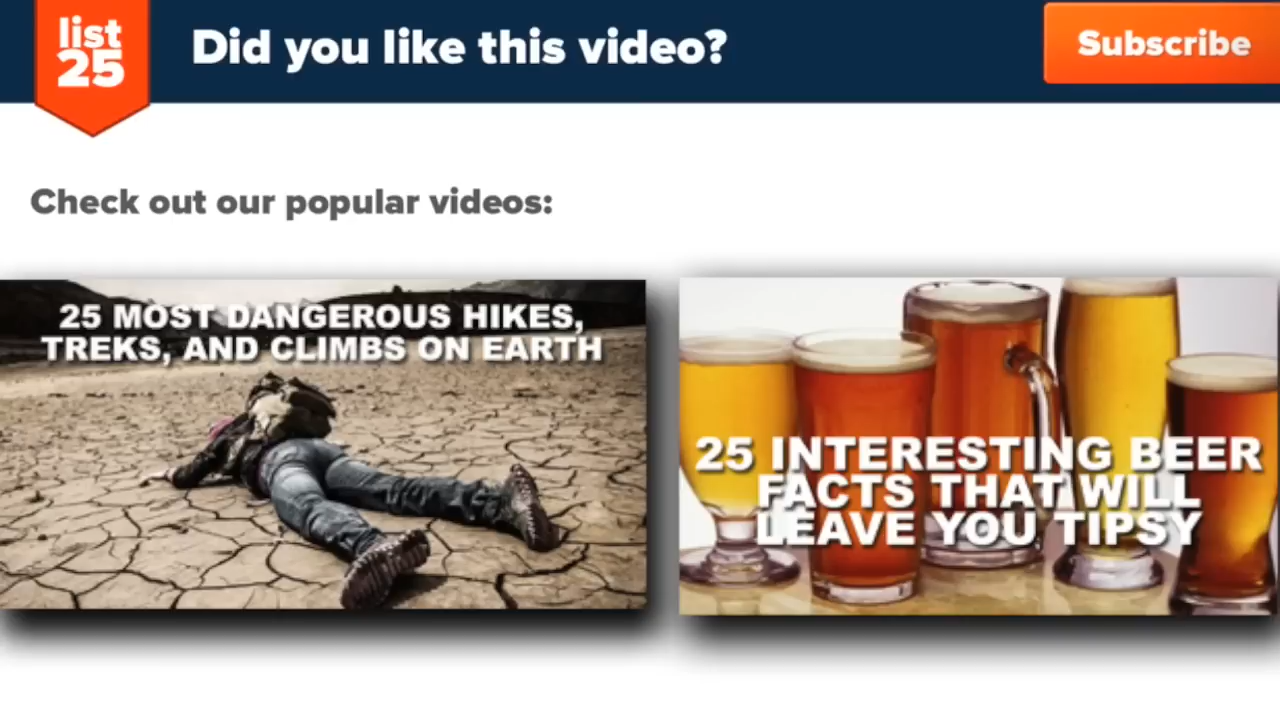 list
25
Did you like this video?
Subscribe
Check out our popular videos:
25 MOST DANGEROUS HIKES,
TREKS, AND CLIMBS ON EARTH
25 INTERESTING BEER
FACTS THAT WILL
LEAVE YOU TIPSY